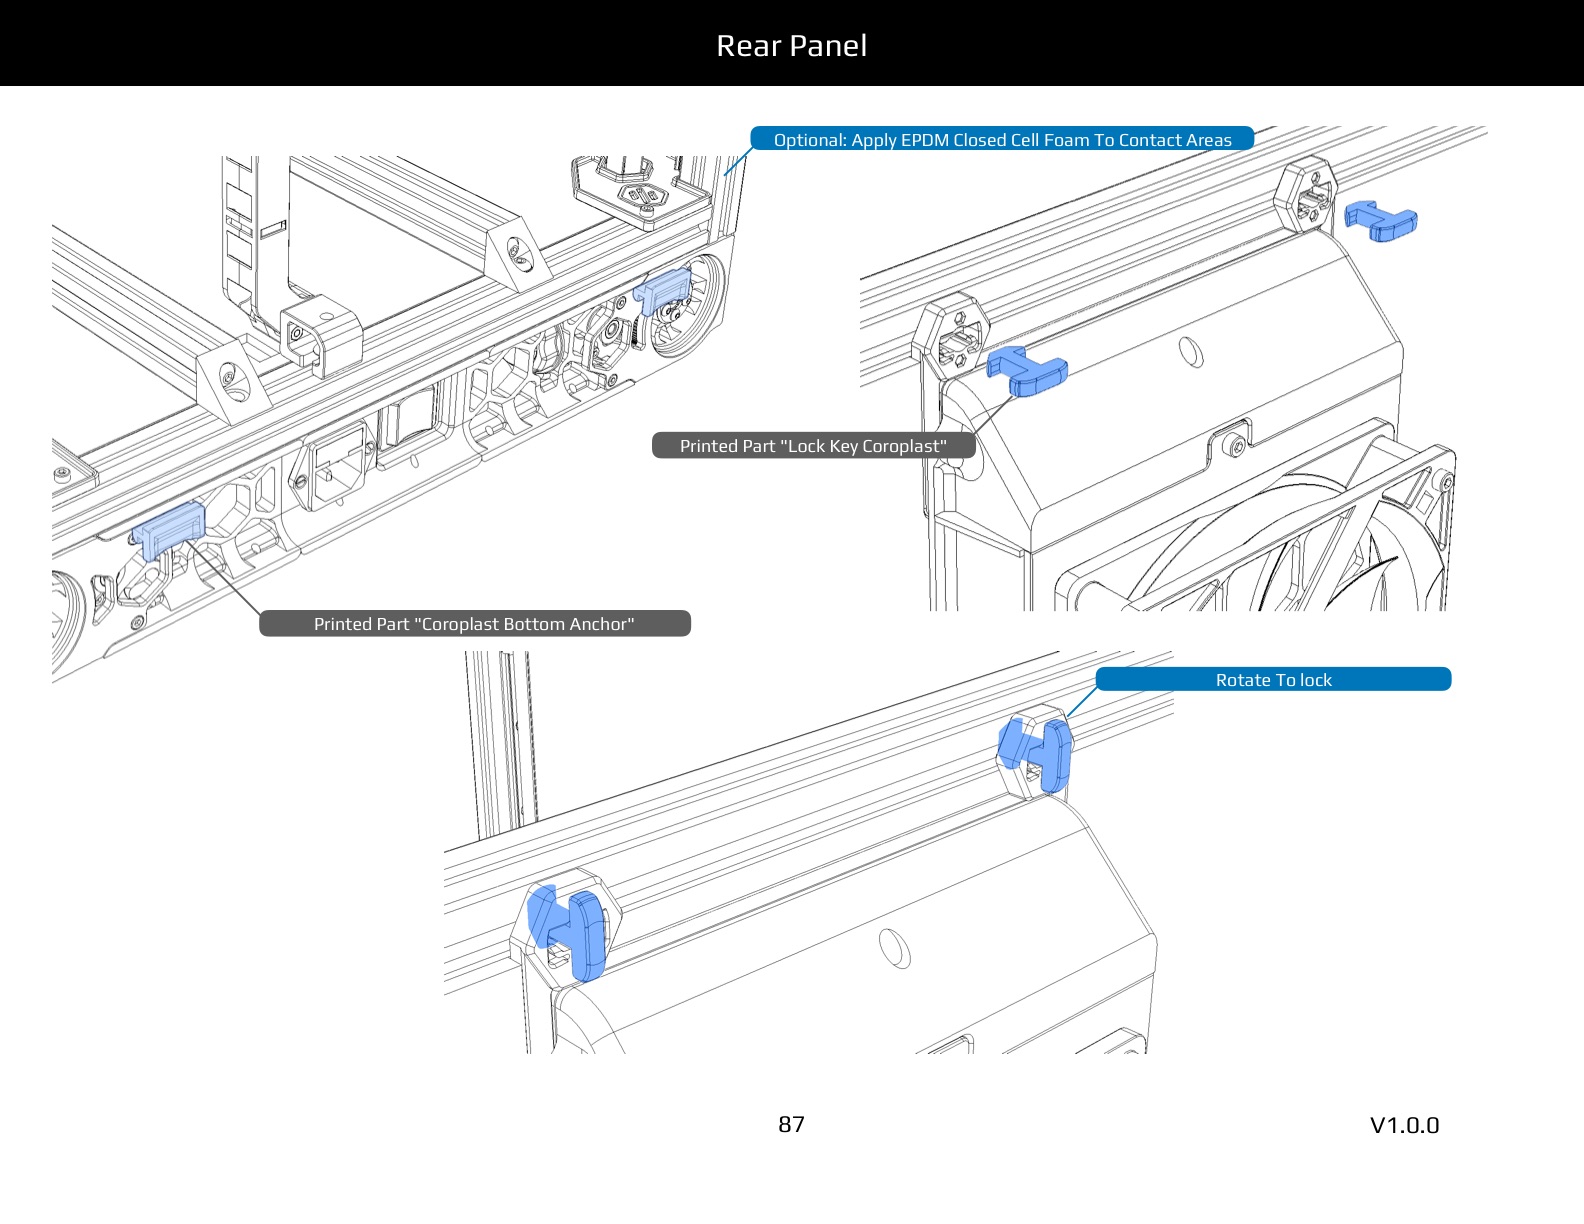 Rear Panel
Optional: Apply EPDM Closed Cell Foam To Contact Areas
Printed Part "Lock Key Coroplast"
Printed Part "Coroplast Bottom Anchor"
Rotate To lock
87
V1.0.0